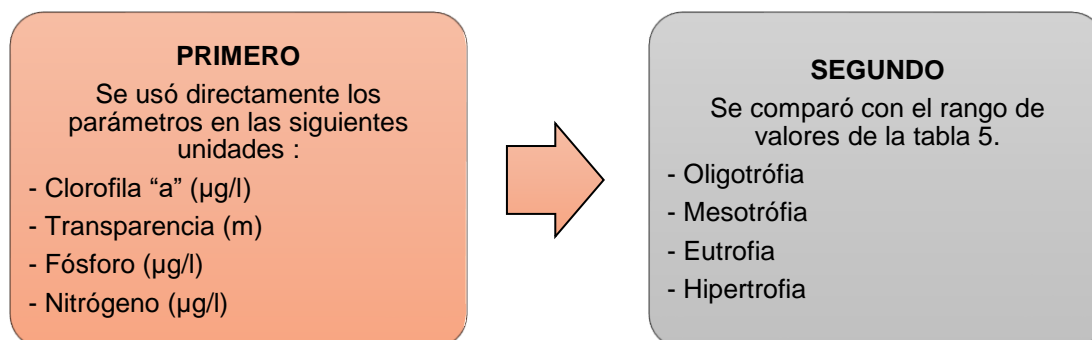 PRIMERO
Se usó directamente los
parámetros en las siguientes
unidades :
- Clorofila “a” (µg/l)
- Transparencia (m)
- Fósforo (µg/l)
- Nitrógeno (µg/l)
SEGUNDO
Se comparó con el rango de
valores de la tabla 5.
- Oligotrófia
- Mesotrófia
- Eutrofia
- Hipertrofia